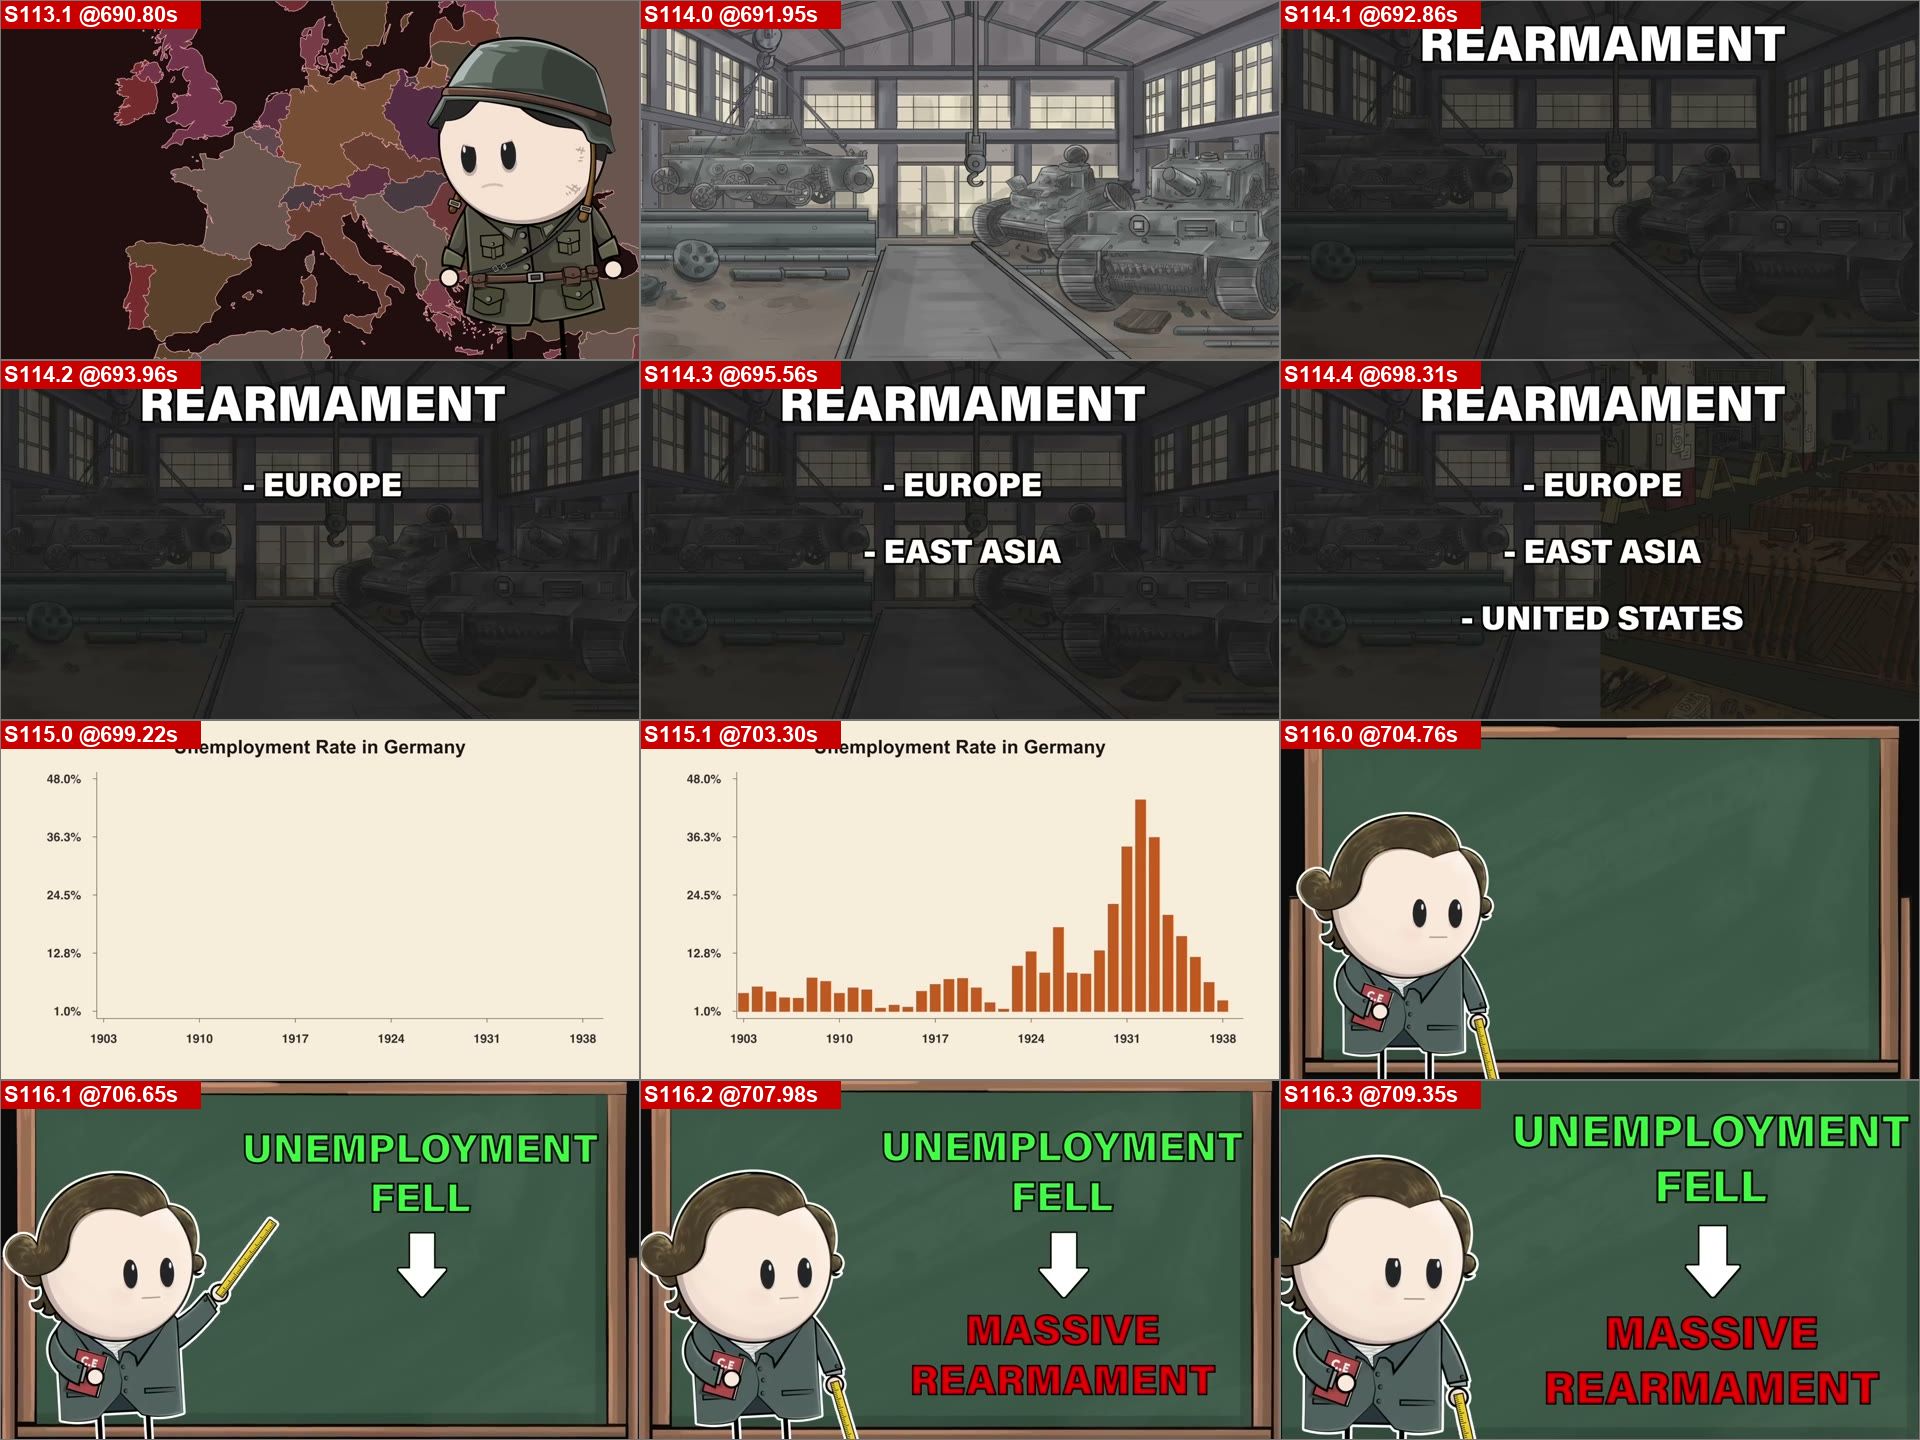 S113.1 @690.80s
S114.0 @691.95s
S114.1 @692.86s
REARMAMENT
S114.2 @693.96s
REARMAMENT
- EUROPE
S114.3 @695.56s
REARMAMENT
- EUROPE
- EAST ASIA
S114.4 @698.31s
REARMAMENT
- EUROPE
- EAST ASIA
- UNITED STATES
S115.0 @699.22s
Unemployment Rate in Germany
48.0%
36.3%
24.5%
12.8%
1.0%
1903 1910 1917 1924 1931 1938
S115.1 @703.30s
Unemployment Rate in Germany
48.0%
36.3%
24.5%
12.8%
1.0%
1903 1910 1917 1924 1931 1938
S116.0 @704.76s
C.E
S116.1 @706.65s
UNEMPLOYMENT
FELL
C.E
S116.2 @707.98s
UNEMPLOYMENT
FELL
MASSIVE
REARMAMENT
C.E
S116.3 @709.35s
UNEMPLOYMENT
FELL
MASSIVE
REARMAMENT
C.E